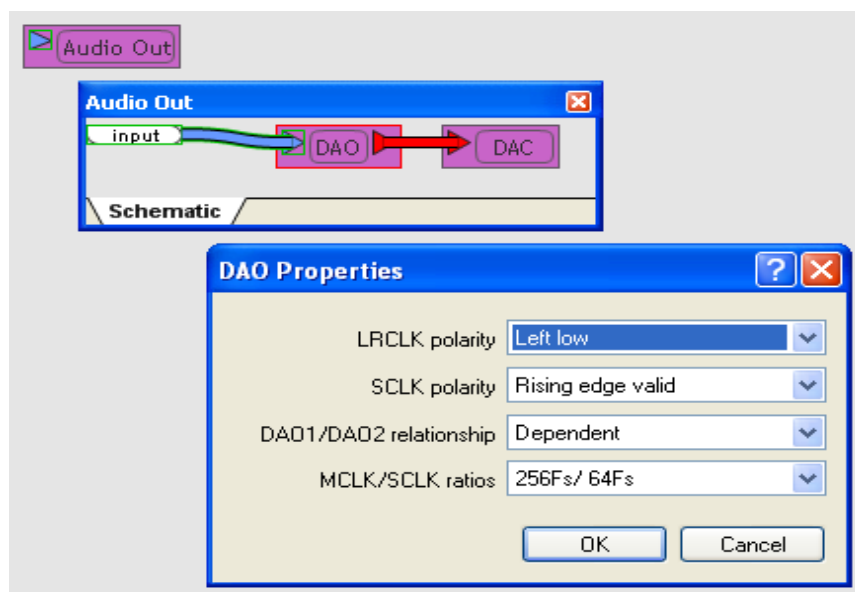 Audio Out
Audio Out
input
DAO
DAC
Schematic
DAO Properties
?
LRCLK polarity Left low
SCLK polarity Rising edge valid
DAO1/DAO2 relationship Dependent
MCLK/SCLK ratios 256Fs/ 64Fs
OK Cancel